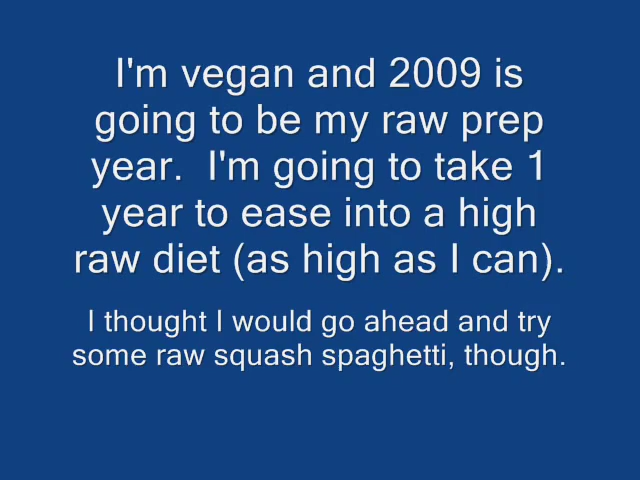 I'm vegan and 2009 is
going to be my raw prep
year.  I'm going to take 1
year to ease into a high
raw diet (as high as I can).
I thought I would go ahead and try
some raw squash spaghetti, though.